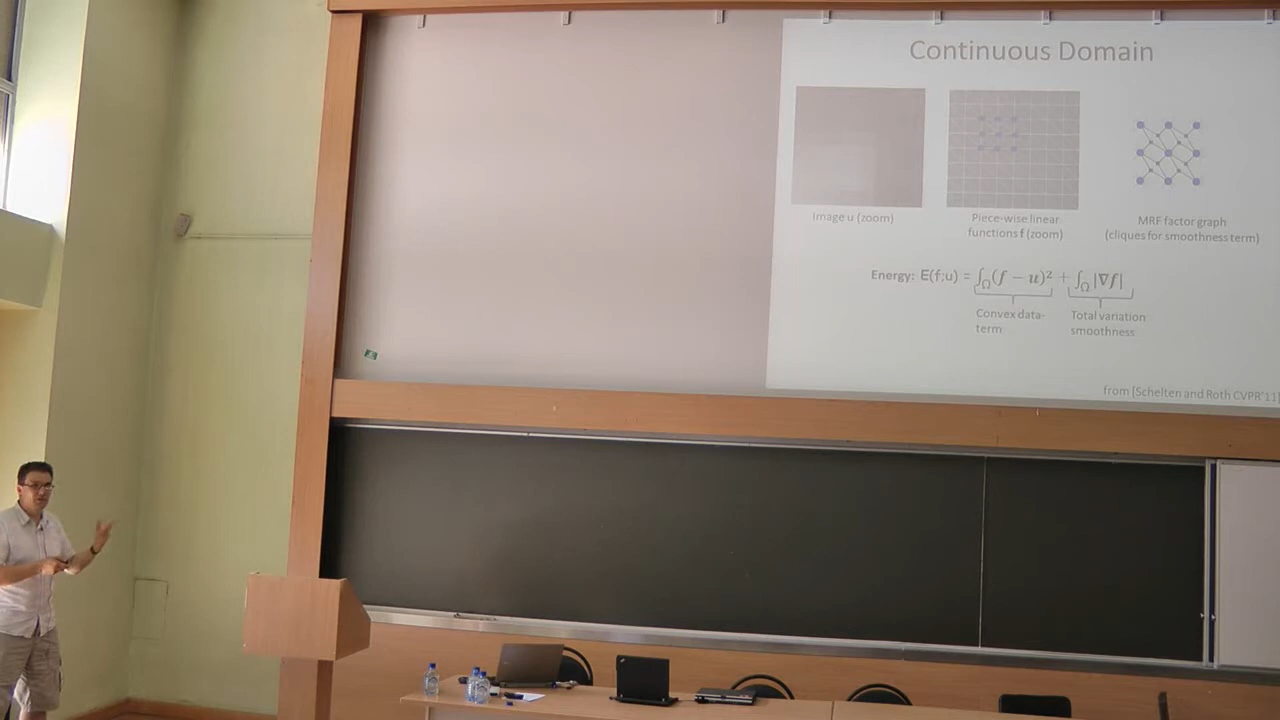 Continuous Domain
Image u (zoom)
Piece-wise linear
functions f (zoom)
MRF factor graph
(cliques for smoothness term)
Energy: E(f;u) = ∫Ω(f − u)² + ∫Ω|∇f|
Convex data-
term
Total variation
smoothness
from [Schelten and Roth CVPR'11]